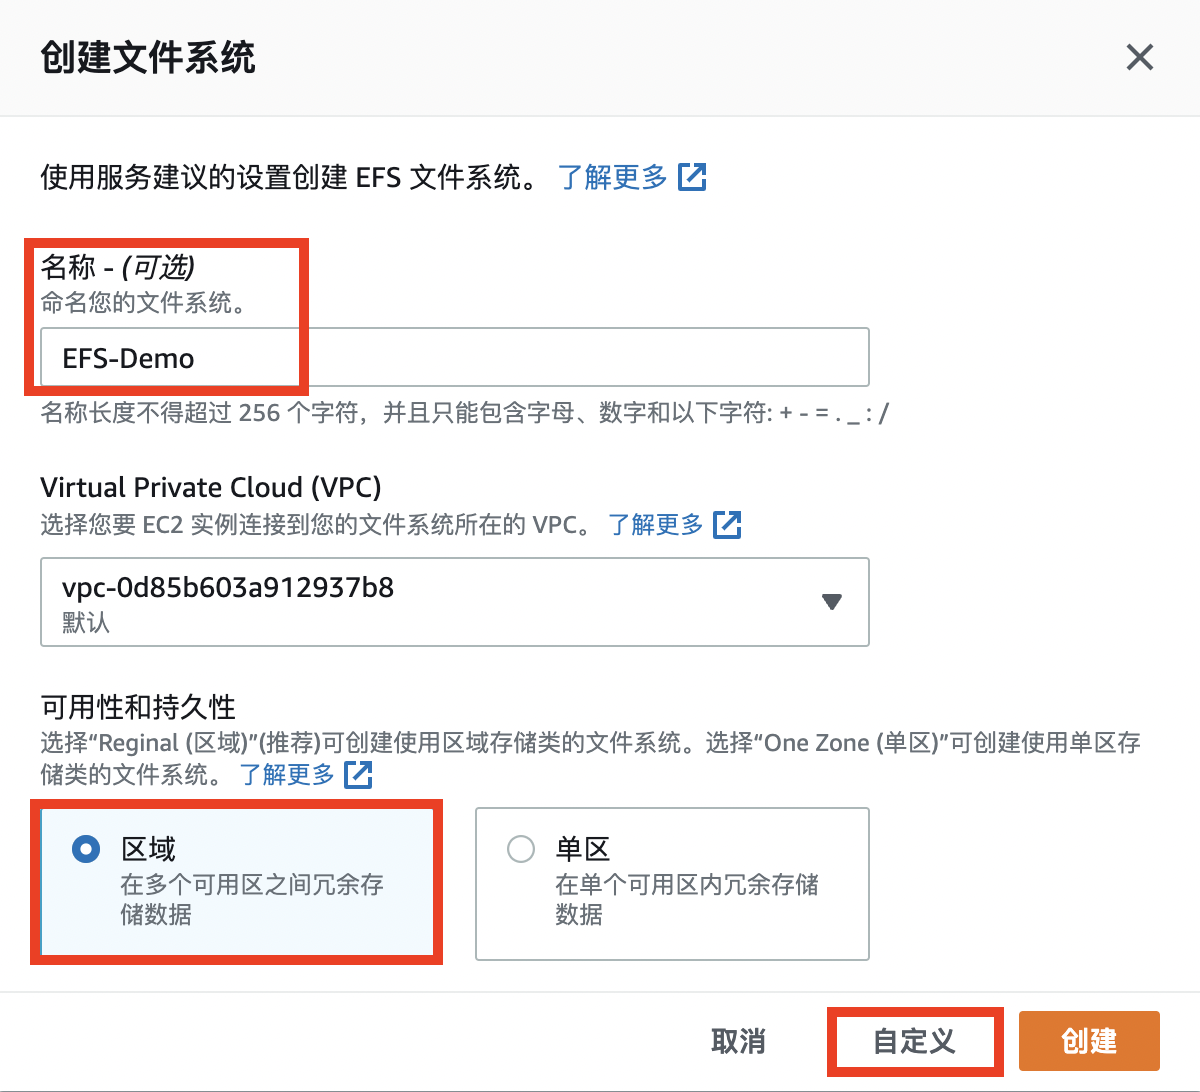 创建文件系统
使用服务建议的设置创建 EFS 文件系统。 了解更多
名称 - (可选)
命名您的文件系统。
EFS-Demo
名称长度不得超过 256 个字符，并且只能包含字母、数字和以下字符: + - = . _ : /
Virtual Private Cloud (VPC)
选择您要 EC2 实例连接到您的文件系统所在的 VPC。 了解更多
vpc-0d85b603a912937b8
默认
可用性和持久性
选择“Reginal (区域)”(推荐)可创建使用区域存储类的文件系统。选择“One Zone (单区)”可创建使用单区存
储类的文件系统。 了解更多
区域
在多个可用区之间冗余存
储数据
单区
在单个可用区内冗余存储
数据
取消 自定义 创建